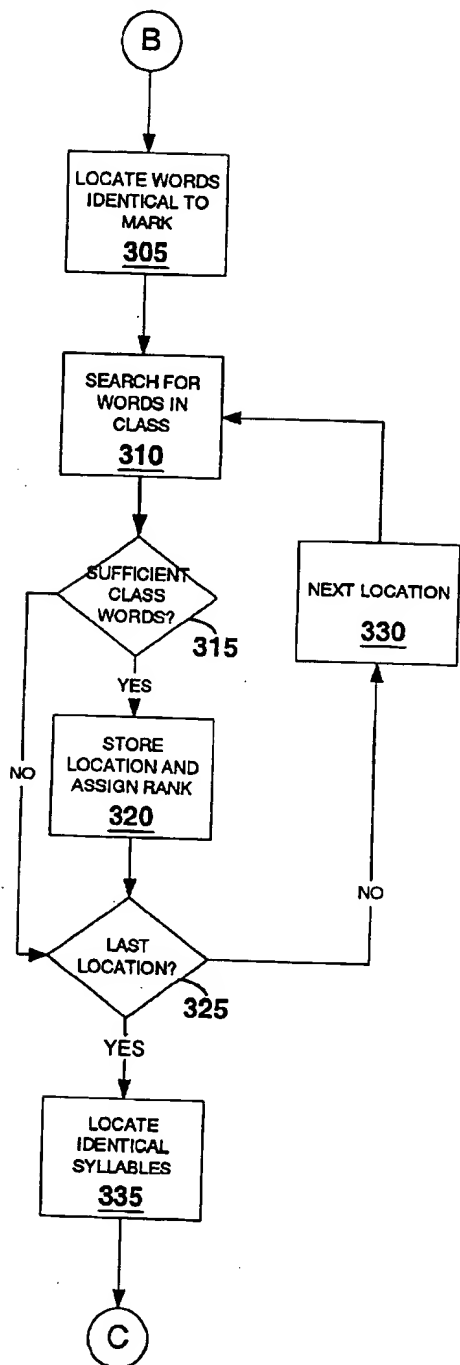 B
LOCATE WORDS
IDENTICAL TO
MARK
305
SEARCH FOR
WORDS IN
CLASS
310
SUFFICIENT
CLASS
WORDS?
315
NEXT LOCATION
330
YES
NO
STORE
LOCATION AND
ASSIGN RANK
320
NO
LAST
LOCATION?
325
YES
LOCATE
IDENTICAL
SYLLABLES
335
C